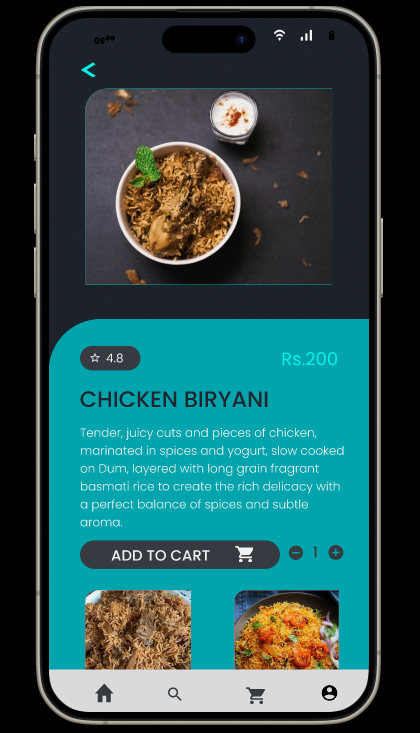 08⁰⁰
4.8
Rs.200
CHICKEN BIRYANI
Tender, juicy cuts and pieces of chicken,
marinated in spices and yogurt, slow cooked
on Dum, layered with long grain fragrant
basmati rice to create the rich delicacy with
a perfect balance of spices and subtle
aroma.
ADD TO CART
1